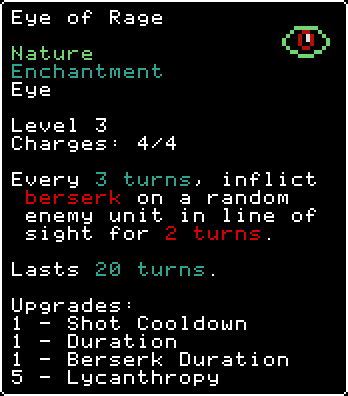 Eye of Rage
Nature
Enchantment
Eye
Level 3
Charges: 4/4
Every 3 turns, inflict
berserk on a random
enemy unit in line of
sight for 2 turns.
Lasts 20 turns.
Upgrades:
1 - Shot Cooldown
1 - Duration
1 - Berserk Duration
5 - Lycanthropy